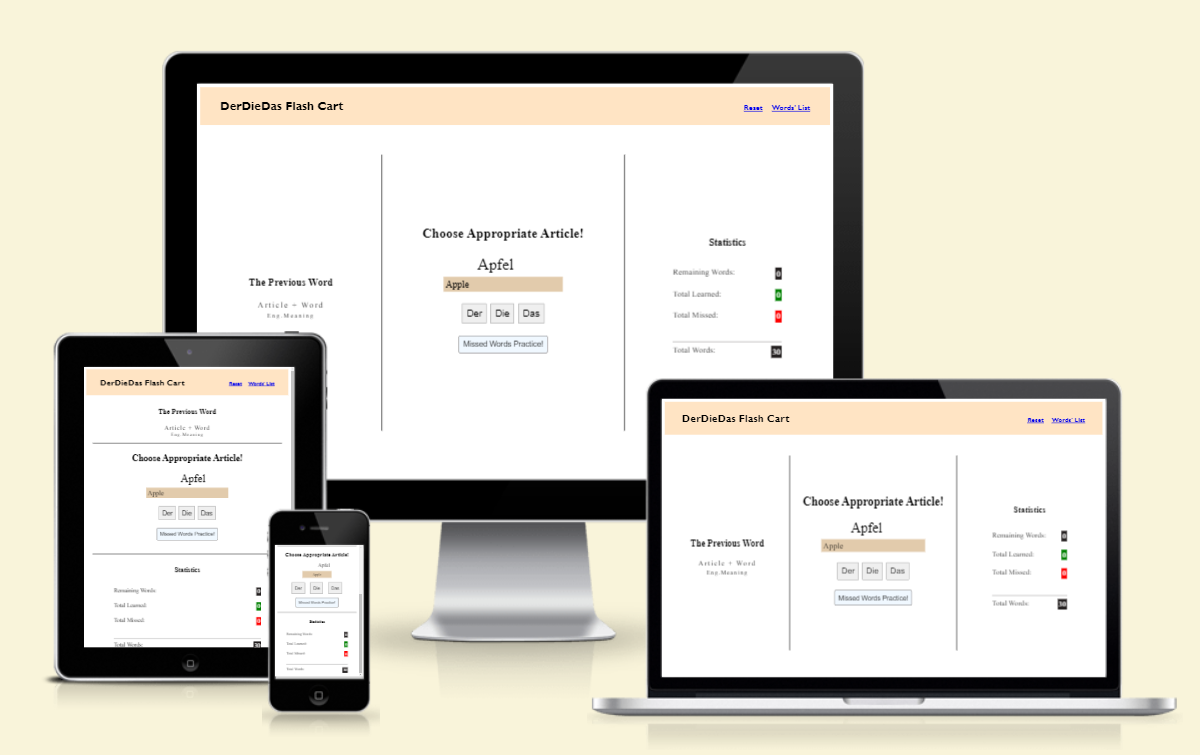 DerDieDas Flash Cart
Reset Words' List
The Previous Word
Article + Word
Eng Meaning
Choose Appropriate Article!
Apfel
Apple
Der Die Das
Missed Words Practice!
Statistics
Remaining Words: 0
Total Learned: 0
Total Missed: 0
Total Words: 30
DerDieDas Flash Cart
Reset Words' List
The Previous Word
Article + Word
Eng Meaning
Choose Appropriate Article!
Apfel
Apple
Der Die Das
Missed Words Practice!
Statistics
Remaining Words: 0
Total Learned: 0
Total Missed: 0
Total Words: 30
Choose Appropriate Article!
Apfel
Apple
Der Die Das
Missed Words Practice!
Statistics
Remaining Words: 0
Total Learned: 0
Total Missed: 0
Total Words: 30
DerDieDas Flash Cart
Reset Words' List
The Previous Word
Article + Word
Eng Meaning
Choose Appropriate Article!
Apfel
Apple
Der Die Das
Missed Words Practice!
Statistics
Remaining Words: 0
Total Learned: 0
Total Missed: 0
Total Words: 30